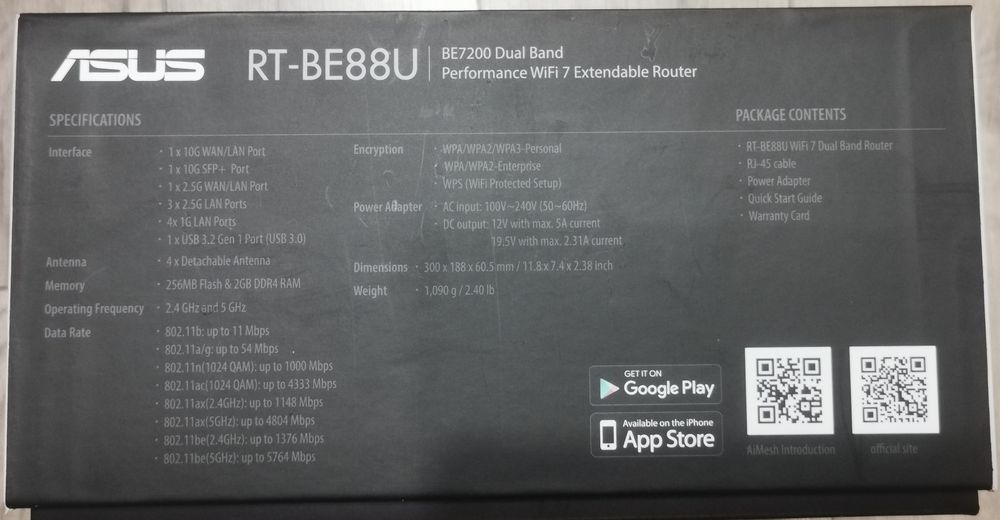 ASUS
RT-BE88U
BE7200 Dual Band
Performance WiFi 7 Extendable Router
SPECIFICATIONS
Interface
· 1 x 10G WAN/LAN Port
· 1 x 10G SFP+ Port
· 1 x 2.5G WAN/LAN Port
· 3 x 2.5G LAN Ports
· 4x 1G LAN Ports
· 1 x USB 3.2 Gen 1 Port (USB 3.0)
Antenna · 4 x Detachable Antenna
Memory · 256MB Flash & 2GB DDR4 RAM
Operating Frequency · 2.4 GHz and 5 GHz
Data Rate · 802.11b: up to 11 Mbps
· 802.11a/g: up to 54 Mbps
· 802.11n(1024 QAM): up to 1000 Mbps
· 802.11ac(1024 QAM): up to 4333 Mbps
· 802.11ax(2.4GHz): up to 1148 Mbps
· 802.11ax(5GHz): up to 4804 Mbps
· 802.11be(2.4GHz): up to 1376 Mbps
· 802.11be(5GHz): up to 5764 Mbps
Encryption · WPA/WPA2/WPA3-Personal
· WPA/WPA2-Enterprise
· WPS (WiFi Protected Setup)
Power Adapter · AC input: 100V~240V (50~60Hz)
· DC output: 12V with max. 5A current
19.5V with max. 2.31A current
Dimensions · 300 x 188 x 60.5 mm / 11.8 x 7.4 x 2.38 inch
Weight · 1,090 g / 2.40 lb
PACKAGE CONTENTS
· RT-BE88U WiFi 7 Dual Band Router
· RJ-45 cable
· Power Adapter
· Quick Start Guide
· Warranty Card
GET IT ON
Google Play
Available on the iPhone
App Store
AiMesh Introduction
official site